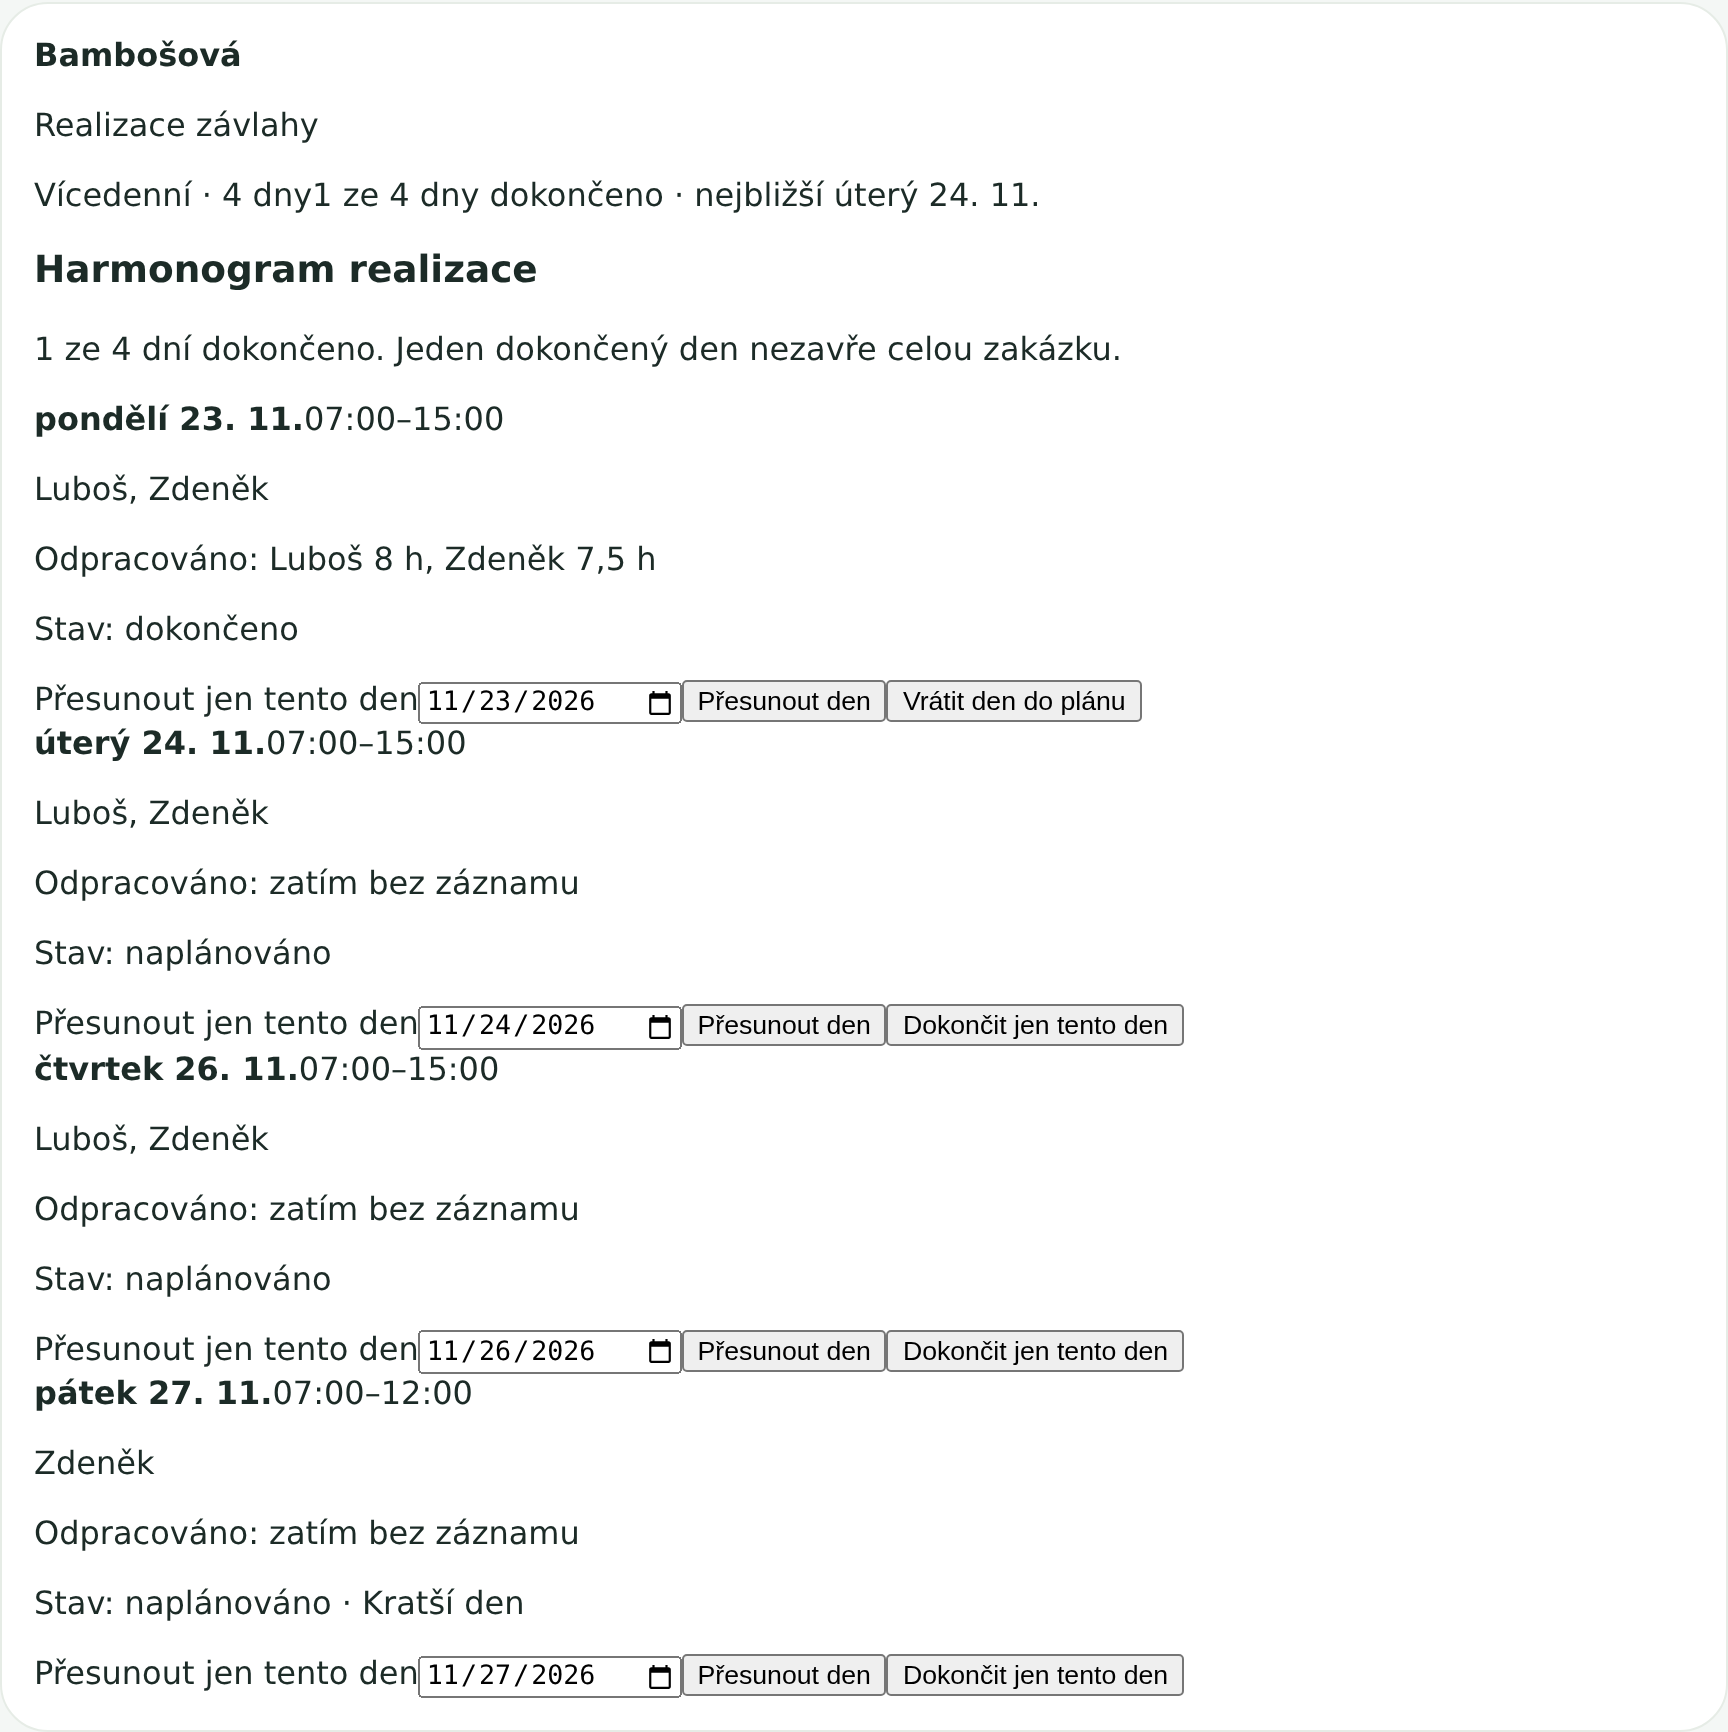 Bambošová
Realizace závlahy
Vícedenní · 4 dny1 ze 4 dny dokončeno · nejbližší úterý 24. 11.
Harmonogram realizace
1 ze 4 dní dokončeno. Jeden dokončený den nezavře celou zakázku.
pondělí 23. 11.07:00–15:00
Luboš, Zdeněk
Odpracováno: Luboš 8 h, Zdeněk 7,5 h
Stav: dokončeno
Přesunout jen tento den 11/23/2026 Přesunout den Vrátit den do plánu
úterý 24. 11.07:00–15:00
Luboš, Zdeněk
Odpracováno: zatím bez záznamu
Stav: naplánováno
Přesunout jen tento den 11/24/2026 Přesunout den Dokončit jen tento den
čtvrtek 26. 11.07:00–15:00
Luboš, Zdeněk
Odpracováno: zatím bez záznamu
Stav: naplánováno
Přesunout jen tento den 11/26/2026 Přesunout den Dokončit jen tento den
pátek 27. 11.07:00–12:00
Zdeněk
Odpracováno: zatím bez záznamu
Stav: naplánováno · Kratší den
Přesunout jen tento den 11/27/2026 Přesunout den Dokončit jen tento den